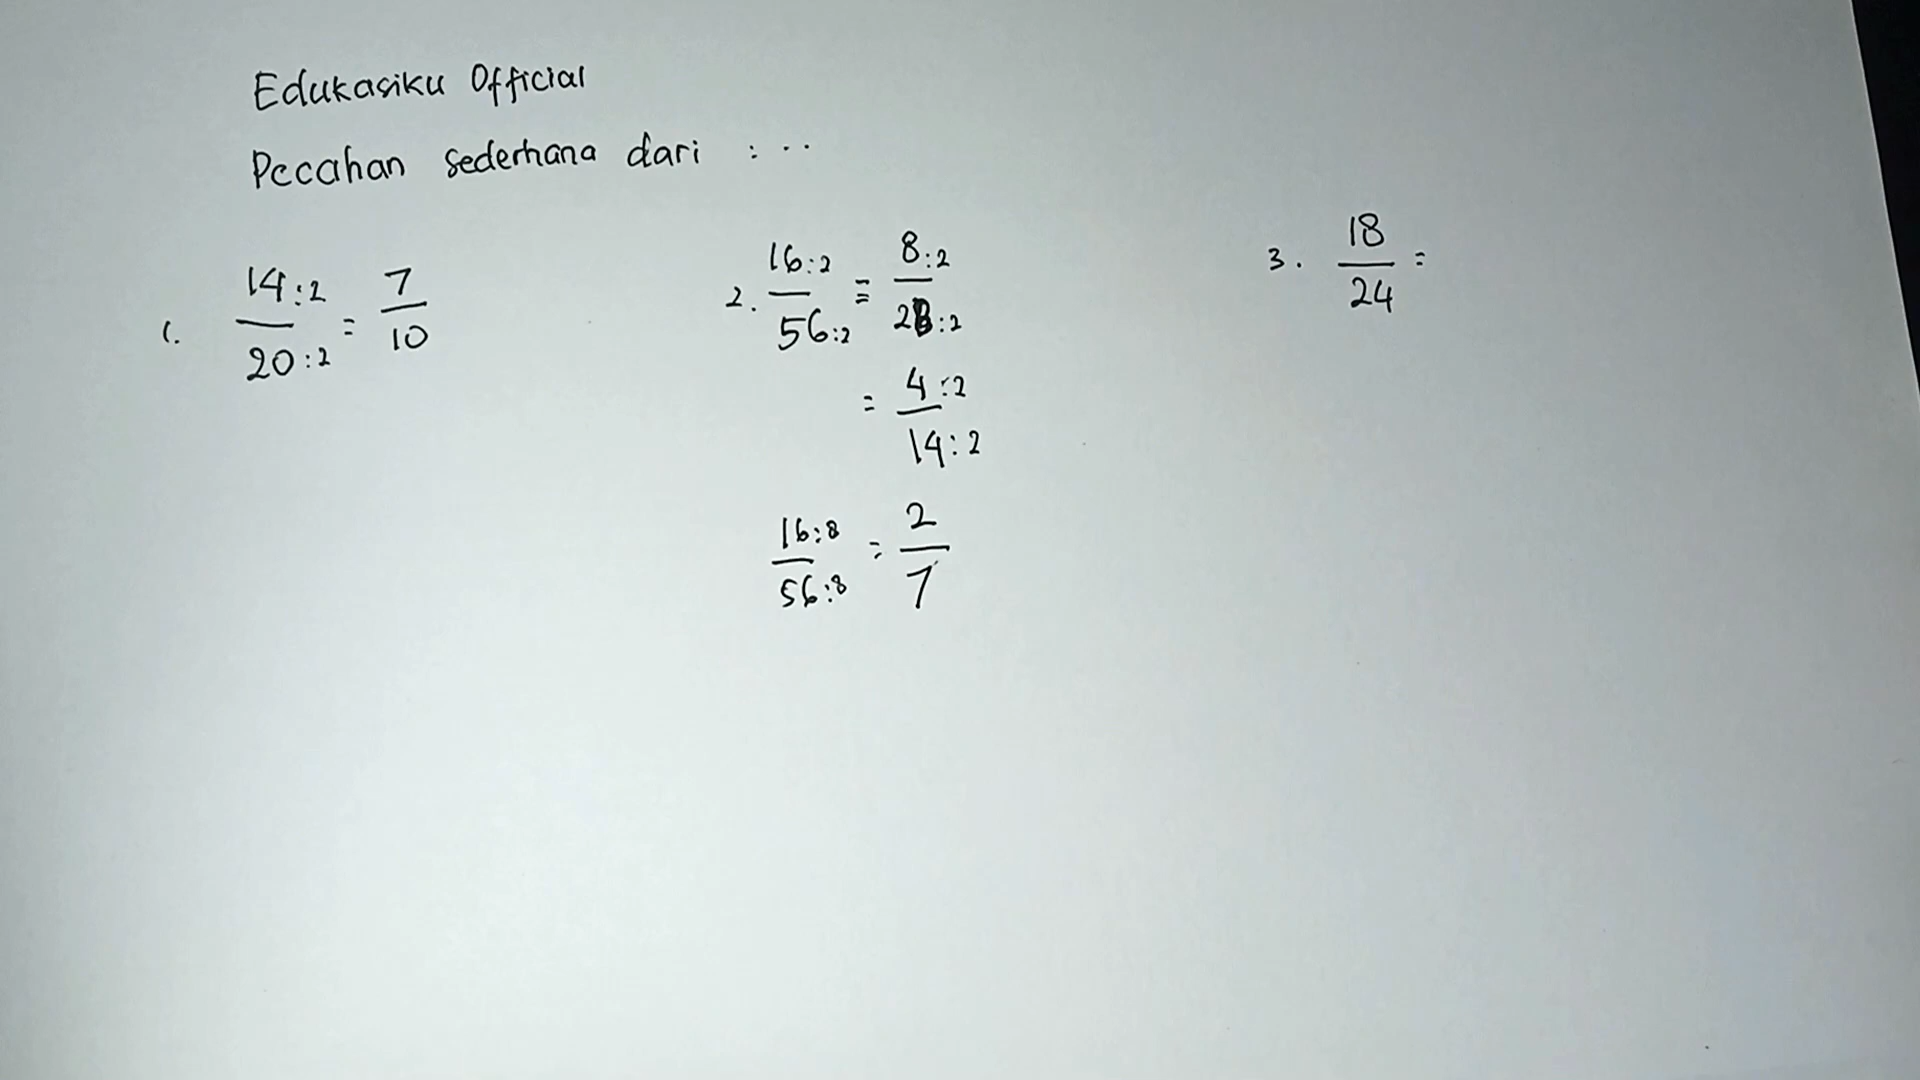 Edukasiku Official
Pecahan sederhana dari : ..
1. 14:2 / 20:2 = 7 / 10
2. 16:2 / 56:2 = 8:2 / 28:2
= 4:2 / 14:2
16:8 / 56:8 = 2 / 7
3. 18 / 24 =